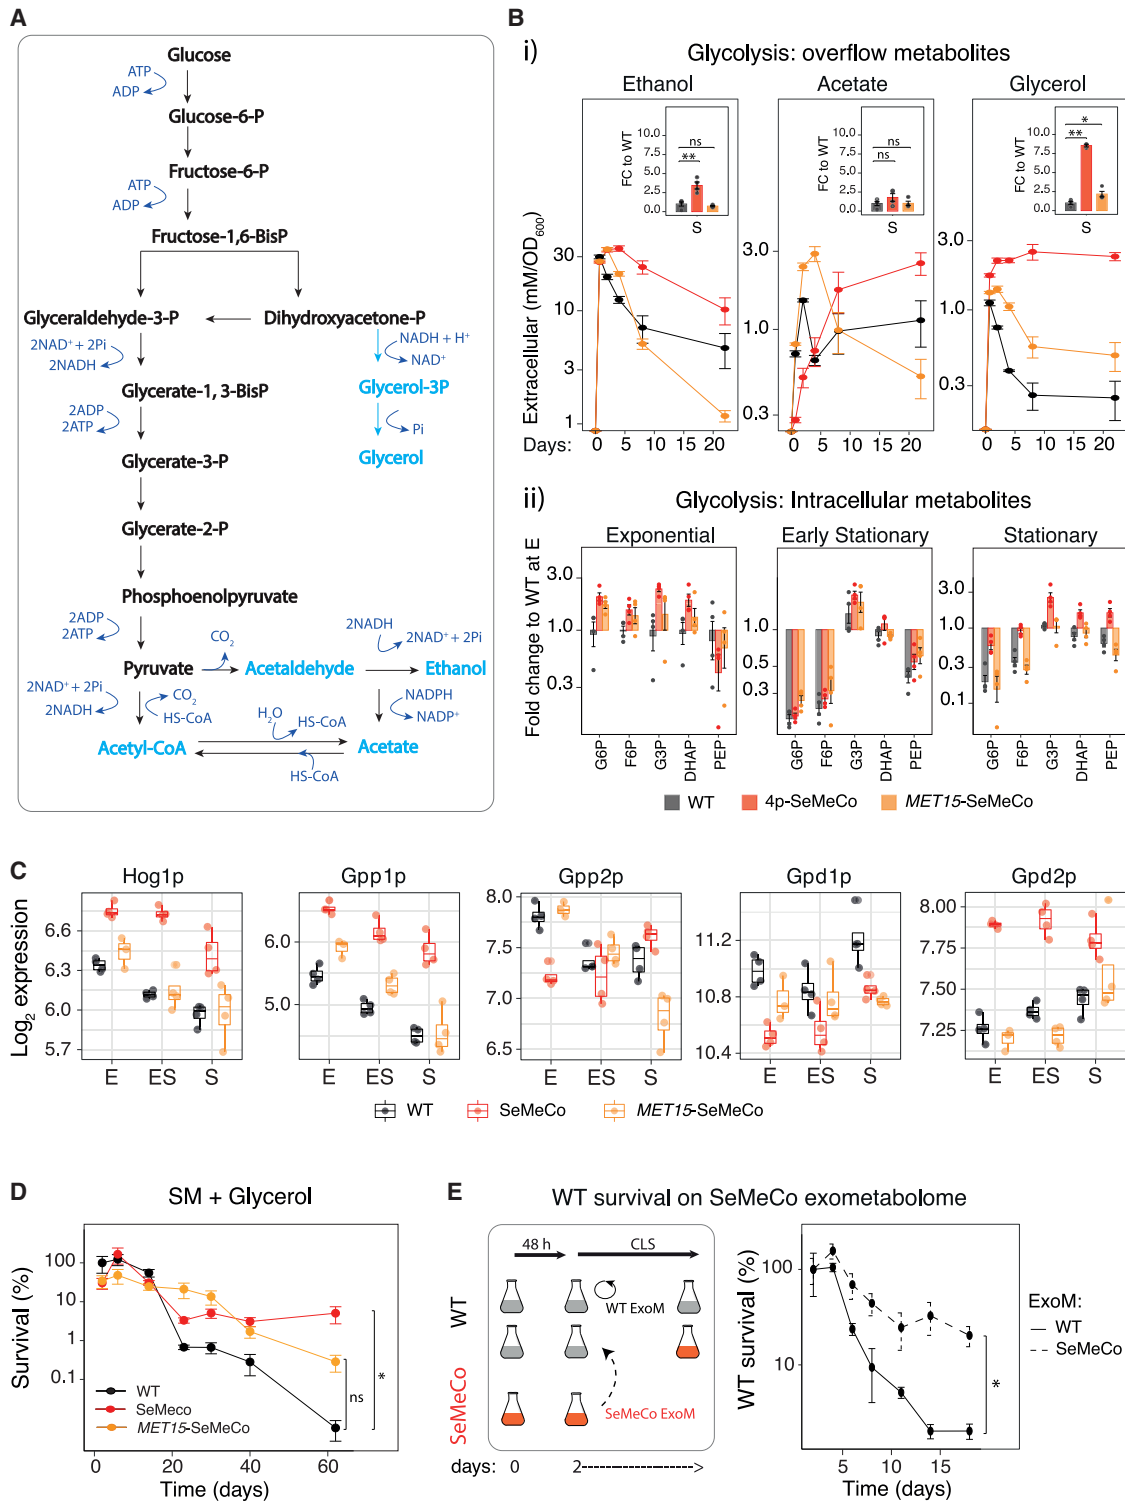 A
Glucose
ATP
ADP
Glucose-6-P
Fructose-6-P
ATP
ADP
Fructose-1,6-BisP
Glyceraldehyde-3-P
Dihydroxyacetone-P
2NAD⁺ + 2Pi
2NADH
NADH + H⁺
NAD⁺
Glycerate-1, 3-BisP
Glycerol-3P
2ADP
2ATP
Pi
Glycerate-3-P
Glycerol
Glycerate-2-P
Phosphoenolpyruvate
2ADP
2ATP
CO₂
2NADH
2NAD⁺ + 2Pi
Pyruvate
Acetaldehyde
Ethanol
2NAD⁺ + 2Pi
2NADH
CO₂
HS-CoA
H₂O
HS-CoA
NADPH
NADP⁺
Acetyl-CoA
Acetate
HS-CoA
B
i)
Glycolysis: overflow metabolites
Ethanol
Acetate
Glycerol
FC to WT
10.0
7.5
5.0
2.5
0.0
ns
**
S
FC to WT
10.0
7.5
5.0
2.5
0.0
ns
ns
S
FC to WT
10.0
7.5
5.0
2.5
0.0
*
**
S
Extracellular (mM/OD₆₀₀)
30
10
3
1
3.0
1.0
0.3
3.0
1.0
0.3
Days:
0 5 10 15 20
0 5 10 15 20
0 5 10 15 20
ii)
Glycolysis: Intracellular metabolites
Exponential
Early Stationary
Stationary
Fold change to WT at E
3.0
1.0
0.3
1.0
0.5
0.3
3.0
1.0
0.3
0.1
G6P F6P G3P DHAP PEP
G6P F6P G3P DHAP PEP
G6P F6P G3P DHAP PEP
WT
4p-SeMeCo
MET15-SeMeCo
C
Hog1p
Gpp1p
Gpp2p
Gpd1p
Gpd2p
Log₂ expression
6.6
6.3
6.0
5.7
6.0
5.0
8.0
7.5
7.0
6.5
11.2
10.8
10.4
8.00
7.75
7.50
7.25
E ES S
E ES S
E ES S
E ES S
E ES S
WT
SeMeCo
MET15-SeMeCo
D
SM + Glycerol
Survival (%)
100
10
1
0.1
WT
SeMeco
MET15-SeMeCo
ns
*
0 20 40 60
Time (days)
E
WT survival on SeMeCo exometabolome
48 h
CLS
WT
WT ExoM
SeMeCo
SeMeCo ExoM
days: 0 2
WT survival (%)
100
10
*
5 10 15
Time (days)
ExoM:
WT
SeMeCo